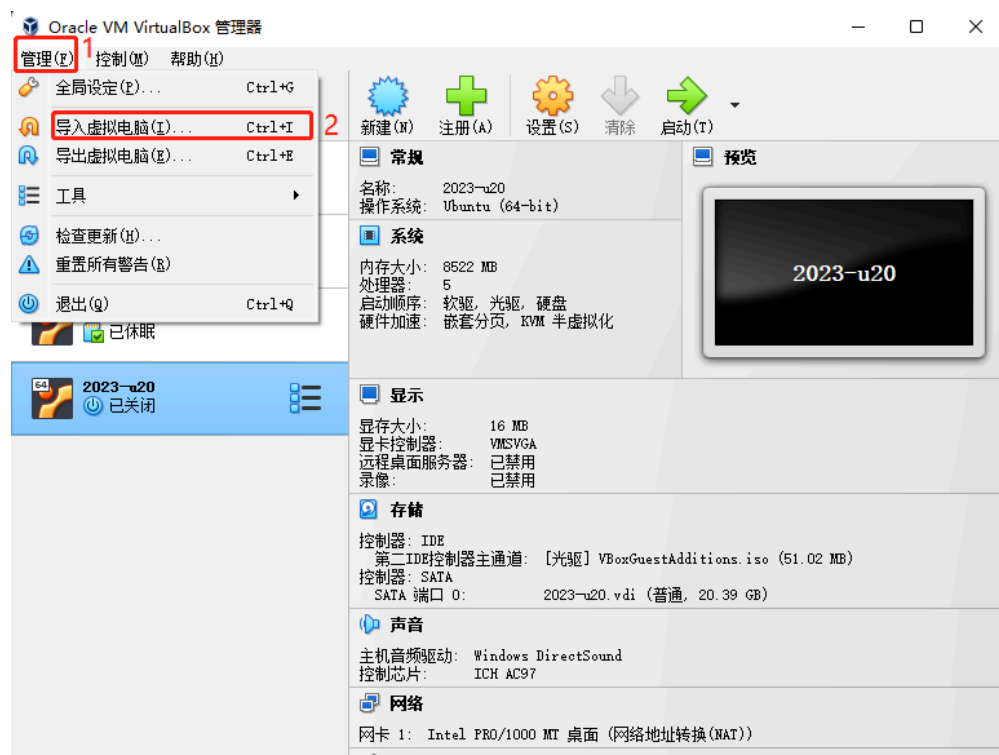 Oracle VM VirtualBox 管理器
管理(F) 1 控制(M) 帮助(H)
全局设定(P)... Ctrl+G
导入虚拟电脑(I)... Ctrl+I 2
导出虚拟电脑(E)... Ctrl+E
工具
检查更新(H)...
重置所有警告(R)
退出(Q) Ctrl+Q
已休眠
64 2023-u20
已关闭
新建(N) 注册(A) 设置(S) 清除 启动(T)
常规
名称: 2023-u20
操作系统: Ubuntu (64-bit)
预览
2023-u20
系统
内存大小: 8522 MB
处理器: 5
启动顺序: 软驱, 光驱, 硬盘
硬件加速: 嵌套分页, KVM 半虚拟化
显示
显存大小: 16 MB
显卡控制器: VMSVGA
远程桌面服务器: 已禁用
录像: 已禁用
存储
控制器: IDE
第二IDE控制器主通道: [光驱] VBoxGuestAdditions.iso (51.02 MB)
控制器: SATA
SATA 端口 0: 2023-u20.vdi (普通, 20.39 GB)
声音
主机音频驱动: Windows DirectSound
控制芯片: ICH AC97
网络
网卡 1: Intel PRO/1000 MT 桌面 (网络地址转换(NAT))